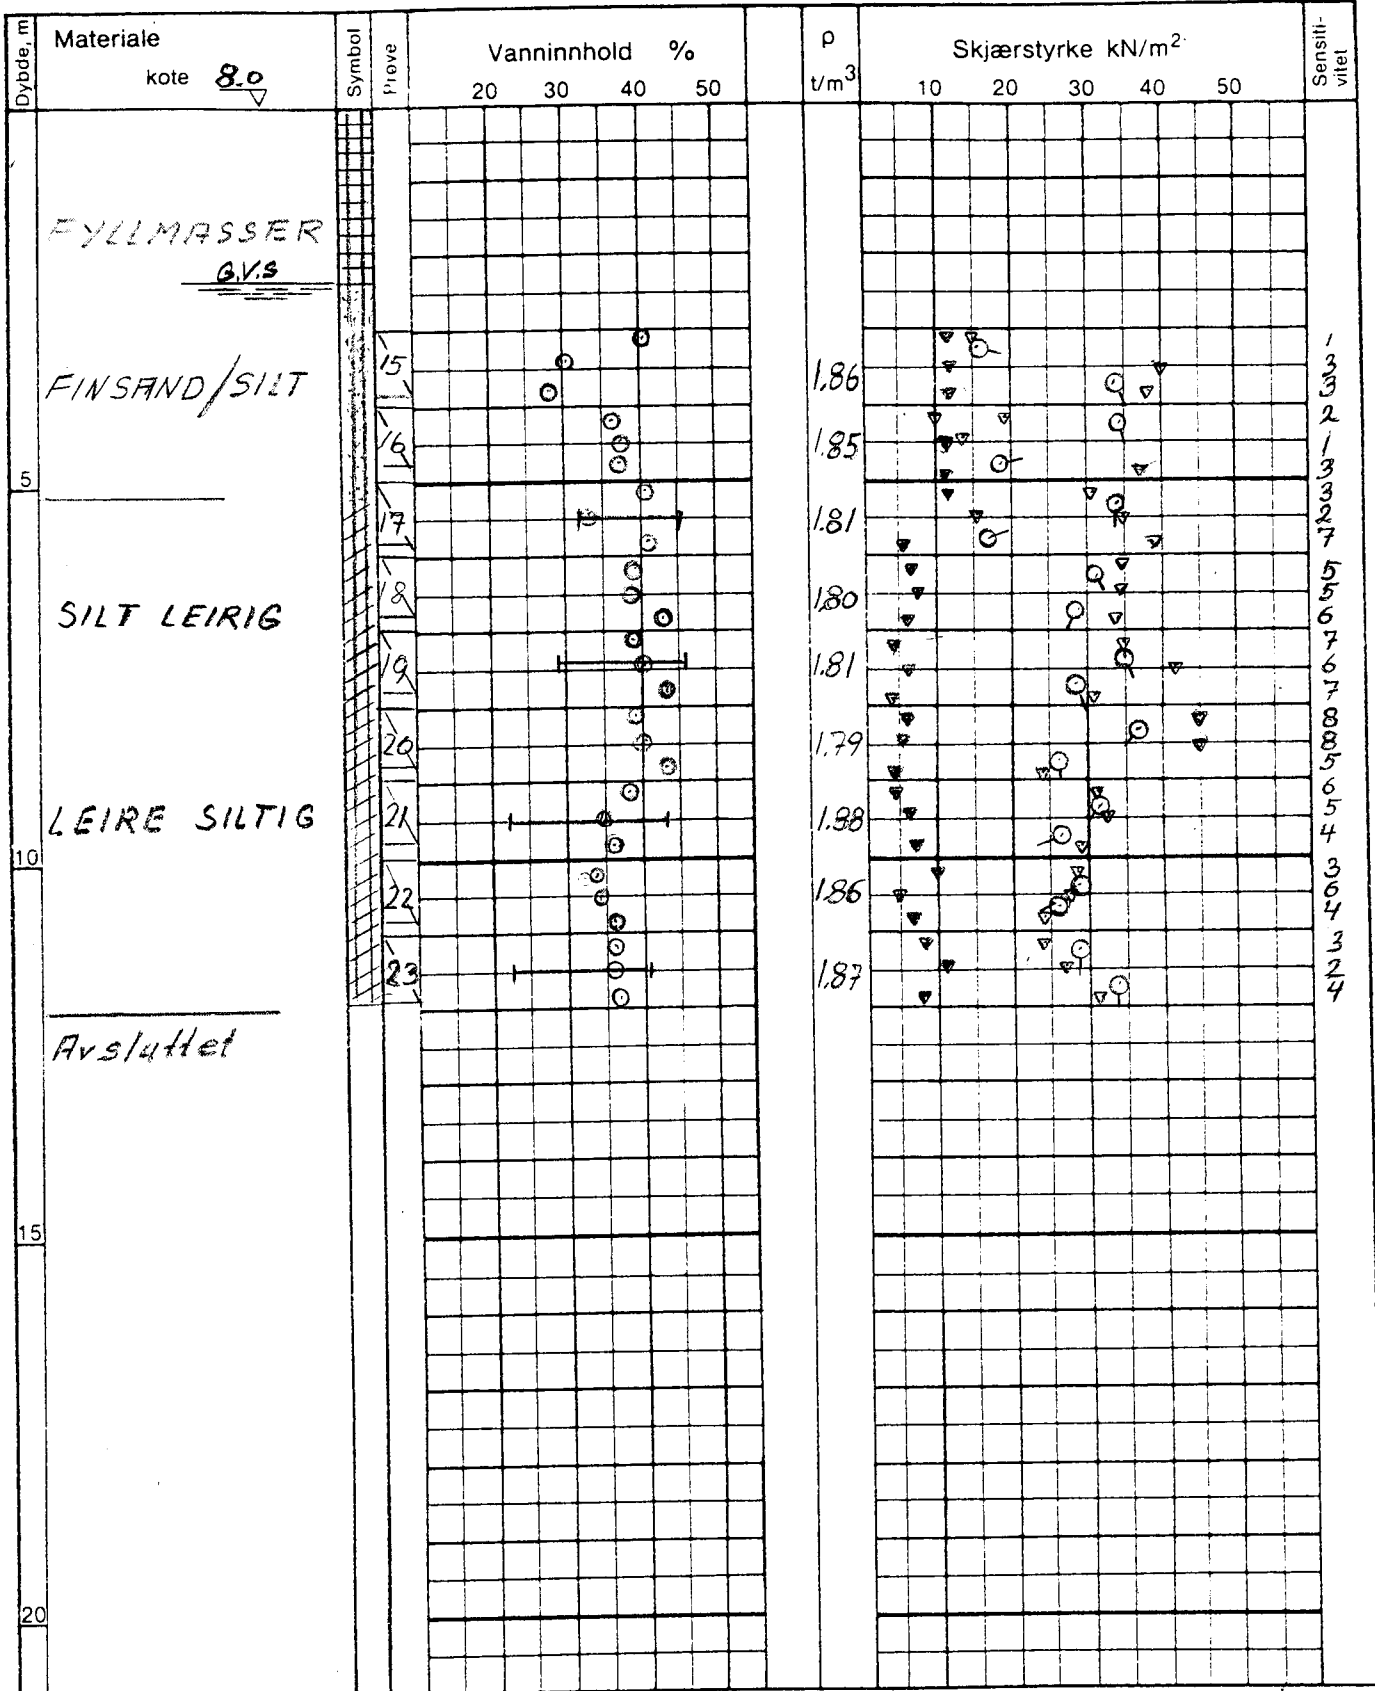 Dybde, m
Materiale
kote 8.0
Symbol
Prøve
Vanninnhold %
20 30 40 50
ρ
t/m³
Skjærstyrke kN/m²
10 20 30 40 50
Sensiti-
vitet
FYLLMASSER
G.V.S
FINSAND/SILT
SILT LEIRIG
LEIRE SILTIG
Avsluttet
5
10
15
20
15
16
17
18
19
20
21
22
23
1.86
1.85
1.81
1.80
1.81
1.79
1.88
1.86
1.87
1
3
3
2
1
3
3
2
7
5
5
6
7
6
7
8
8
5
6
5
4
3
6
4
3
2
4